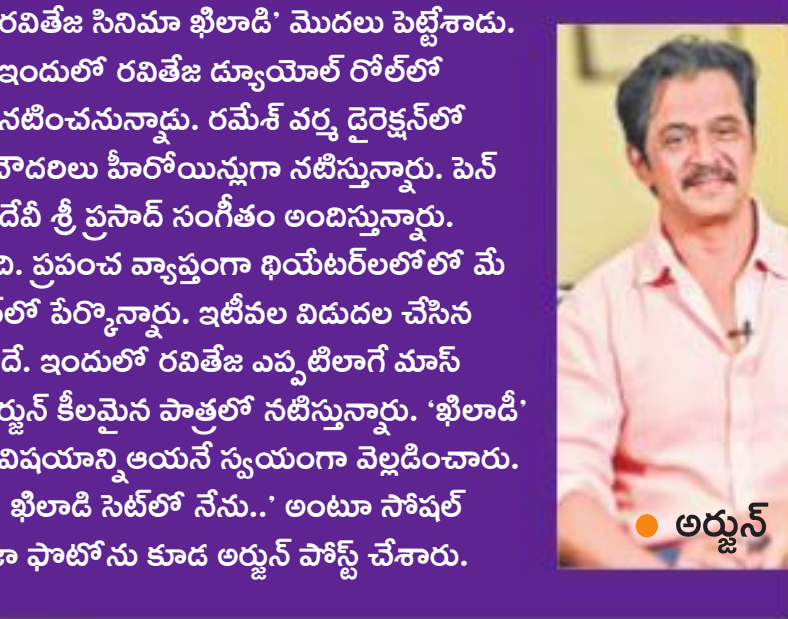 రవితేజ సినిమా ఖిలాడి’ మొదలు పెట్టేశాడు.
ఇందులో రవితేజ డ్యూయోల్ రోల్‌లో
నటించనున్నాడు. రమేశ్ వర్మ డైరెక్షన్‌లో
చౌదరిలు హీరోయిన్లుగా నటిస్తున్నారు. పెన్
దేవీ శ్రీ ప్రసాద్ సంగీతం అందిస్తున్నారు.
ది. ప్రపంచ వ్యాప్తంగా థియేటర్‌లలోలో మే
లో పేర్కొన్నారు. ఇటీవల విడుదల చేసిన
దే. ఇందులో రవితేజ ఎప్పటిలాగే మాస్
ర్జున్ కీలమైన పాత్రలో నటిస్తున్నారు. ‘ఖిలాడీ’
విషయాన్ని ఆయనే స్వయంగా వెల్లడించారు.
ఖిలాడి సెట్‌లో నేను..’ అంటూ సోషల్
జా ఫొటోను కూడ అర్జున్ పోస్ట్ చేశారు.
● అర్జున్